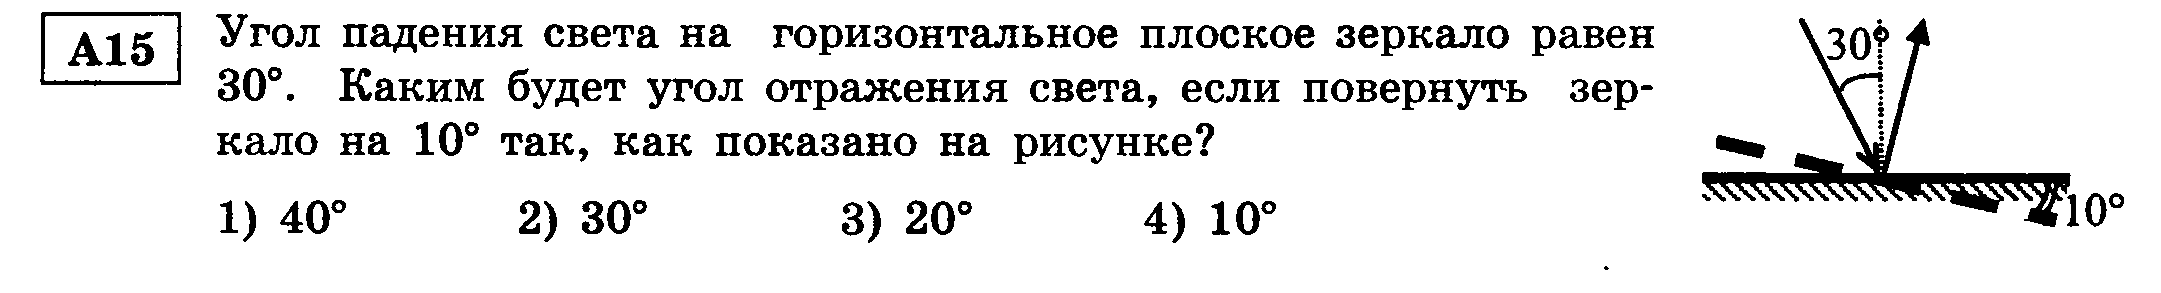 А15
Угол падения света на горизонтальное плоское зеркало равен
30°. Каким будет угол отражения света, если повернуть зер-
кало на 10° так, как показано на рисунке?
1) 40° 2) 30° 3) 20° 4) 10°
30°
10°